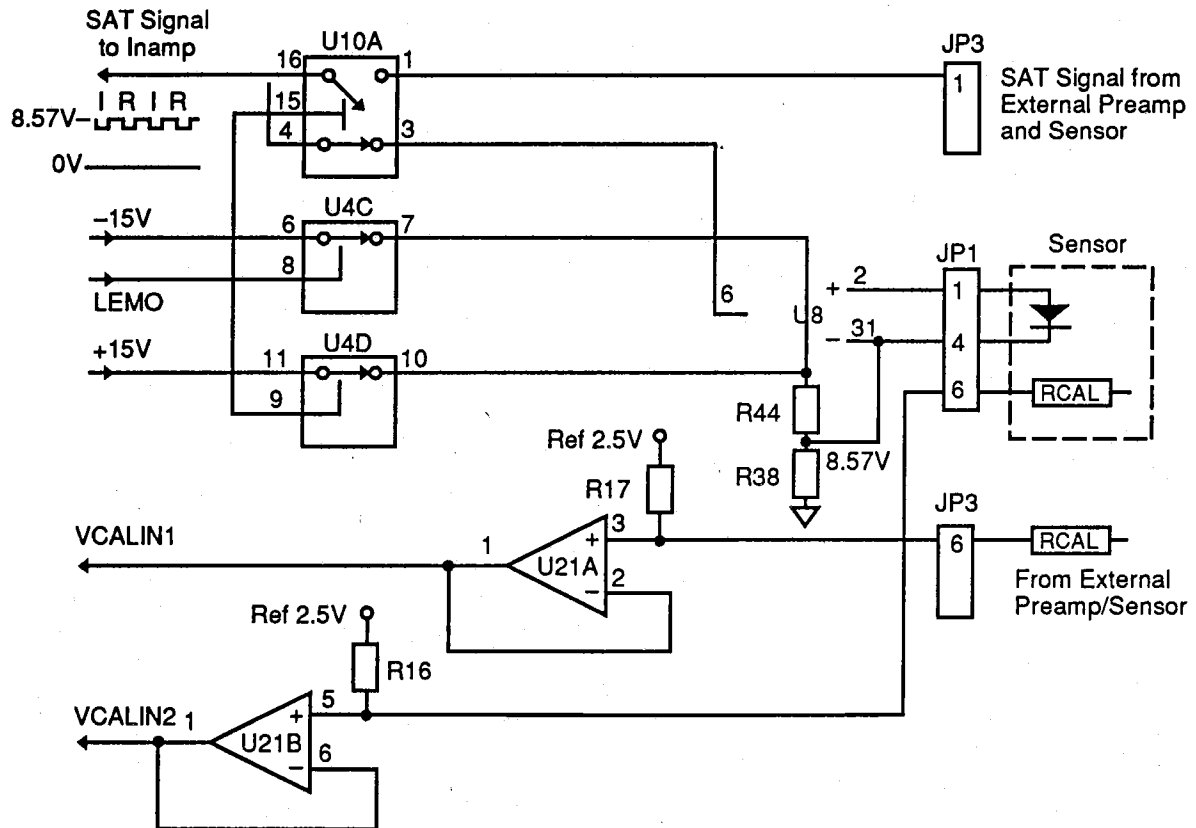 SAT Signal
to Inamp
U10A
16
1
JP3
1
SAT Signal from
External Preamp
and Sensor
I R I R
8.57V
15
4
3
0V
U4C
–15V
6
7
8
LEMO
Sensor
JP1
+ 2
1
6
U8
– 31
4
U4D
+15V
11
10
9
6
RCAL
R44
Ref 2.5V
8.57V
R38
R17
JP3
VCALIN1
1
3
+
U21A
2
–
6
RCAL
From External
Preamp/Sensor
Ref 2.5V
R16
VCALIN2
1
5
+
U21B
6
–